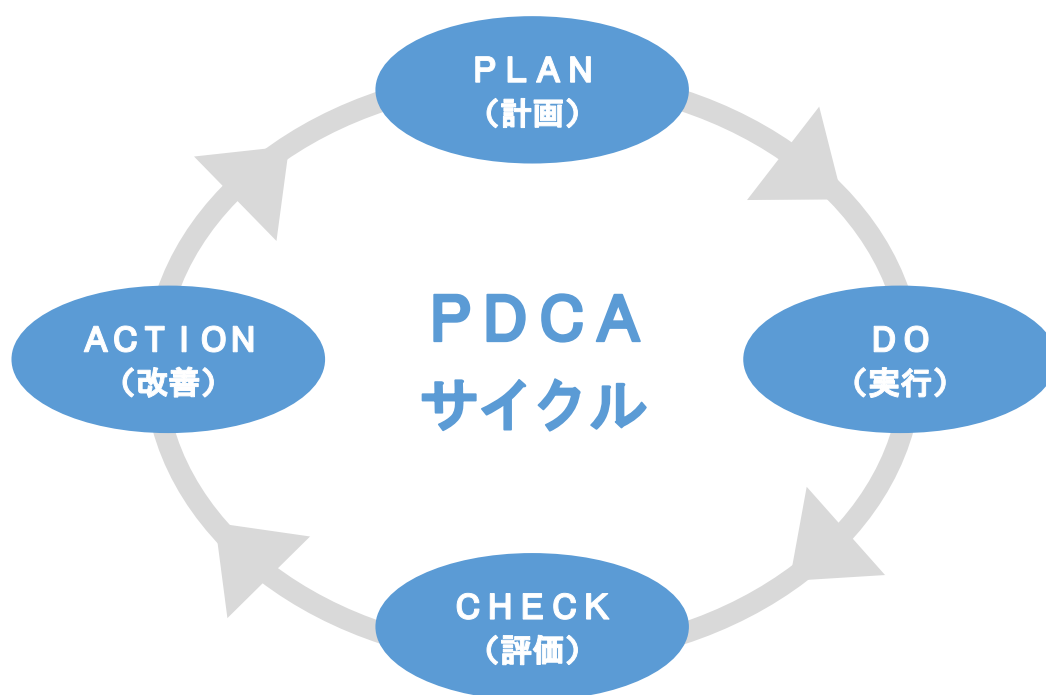 ＰＬＡＮ
（計画）
ＡＣＴＩＯＮ
（改善）
ＰＤＣＡ
サイクル
ＤＯ
（実行）
ＣＨＥＣＫ
（評価）